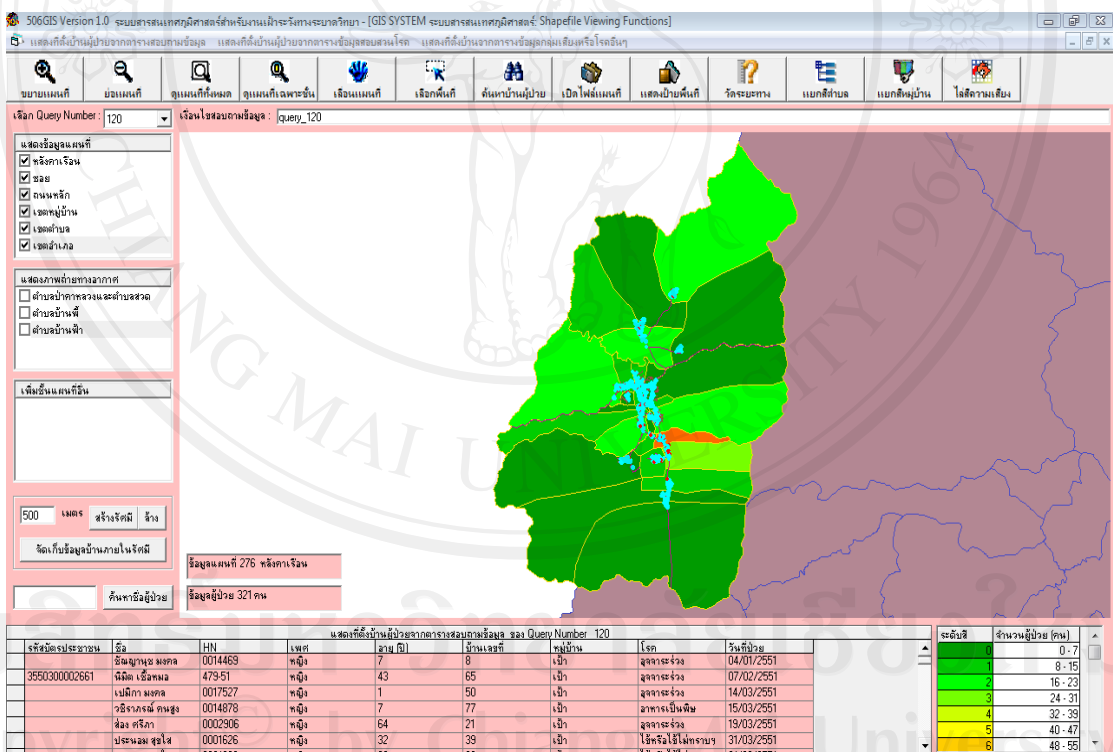 506GIS Version 1.0 ระบบสารสนเทศภูมิศาสตร์สำหรับงานเฝ้าระวังทางระบาดวิทยา - [GIS SYSTEM ระบบสารสนเทศภูมิศาสตร์: Shapefile Viewing Functions]
แสดงที่ตั้งบ้านผู้ป่วยจากตารางสอบถามข้อมูล แสดงที่ตั้งบ้านผู้ป่วยจากตารางข้อมูลสอบสวนโรค แสดงที่ตั้งบ้านจากตารางข้อมูลกลุ่มเสี่ยงหรือโรคอื่นๆ
ขยายแผนที่ ย่อแผนที่ ดูแผนที่ทั้งหมด ดูแผนที่เฉพาะชั้น เลื่อนแผนที่ เลือกพื้นที่ ค้นหาบ้านผู้ป่วย เปิดไฟล์แผนที่ แสดงป้ายพื้นที่ วัดระยะทาง แยกสีตำบล แยกสีหมู่บ้าน ไล่สีความเสี่ยง
เลือก Query Number : 120 เงื่อนไขสอบถามข้อมูล : query_120
แสดงข้อมูลแผนที่
หลังคาเรือน
ซอย
ถนนหลัก
เขตหมู่บ้าน
เขตตำบล
เขตอำเภอ
แสดงภาพถ่ายทางอากาศ
ตำบลป่าคาหลวงและตำบลสวด
ตำบลบ้านพี้
ตำบลบ้านฟ้า
เพิ่มชั้นแผนที่อื่น
500 เมตร สร้างรัศมี ล้าง
จัดเก็บข้อมูลบ้านภายในรัศมี
ค้นหาชื่อผู้ป่วย
ข้อมูลแผนที่ 276 หลังคาเรือน
ข้อมูลผู้ป่วย 321 คน
แสดงที่ตั้งบ้านผู้ป่วยจากตารางสอบถามข้อมูล ของ Query Number 120
รหัสบัตรประชาชน ชื่อ HN เพศ อายุ (ปี) บ้านเลขที่ หมู่บ้าน โรค วันที่ป่วย
ชัญญานุช มงคล 0014469 หญิง 7 8 เป้า อุจจาระร่วง 04/01/2551
3550300002661 นิมิต เชื้อหมอ 479-51 หญิง 43 65 เป้า อุจจาระร่วง 07/02/2551
เปมิกา มงคล 0017527 หญิง 1 50 เป้า อุจจาระร่วง 14/03/2551
วชิราภรณ์ คนสูง 0014878 หญิง 7 77 เป้า อาหารเป็นพิษ 15/03/2551
ส่อง ศรีภา 0002906 หญิง 64 21 เป้า อุจจาระร่วง 19/03/2551
ประนอม สุขใส 0001626 หญิง 32 39 เป้า ไข้หรือไข้ไม่ทราบฯ 31/03/2551
ระดับสี จำนวนผู้ป่วย (คน)
0 0 - 7
1 8 - 15
2 16 - 23
3 24 - 31
4 32 - 39
5 40 - 47
6 48 - 55
CHIANG MAI UNIVERSITY 1964